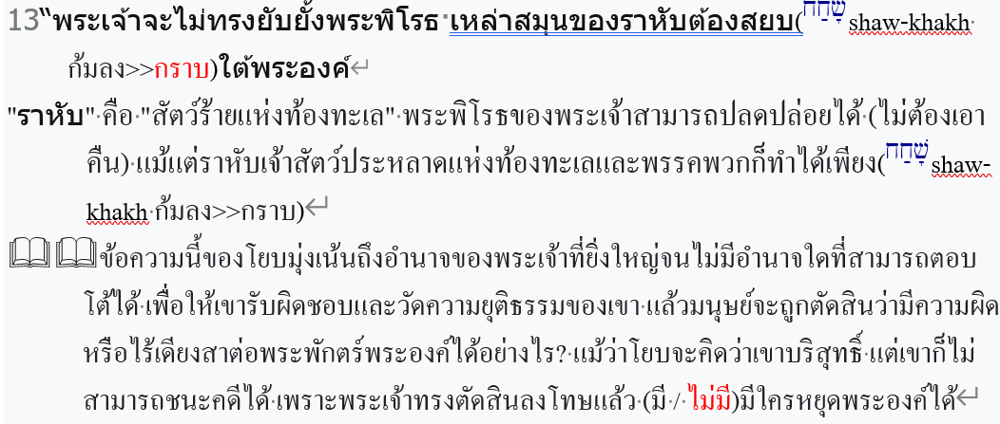 13“พระเจ้าจะไม่ทรงยับยั้งพระพิโรธ เหล่าสมุนของราหับต้องสยบ(שָׁחַח shaw-khakh
ก้มลง>>กราบ)ใต้พระองค์
"ราหับ" คือ "สัตว์ร้ายแห่งท้องทะเล" พระพิโรธของพระเจ้าสามารถปลดปล่อยได้ (ไม่ต้องเอา
คืน) แม้แต่ราหับเจ้าสัตว์ประหลาดแห่งท้องทะเลและพรรคพวกก็ทำได้เพียง(שָׁחַח shaw-
khakh ก้มลง>>กราบ)
ข้อความนี้ของโยบมุ่งเน้นถึงอำนาจของพระเจ้าที่ยิ่งใหญ่จนไม่มีอำนาจใดที่สามารถตอบ
โต้ได้ เพื่อให้เขารับผิดชอบและวัดความยุติธรรมของเขา แล้วมนุษย์จะถูกตัดสินว่ามีความผิด
หรือไร้เดียงสาต่อพระพักตร์พระองค์ได้อย่างไร? แม้ว่าโยบจะคิดว่าเขาบริสุทธิ์ แต่เขาก็ไม่
สามารถชนะคดีได้ เพราะพระเจ้าทรงตัดสินลงโทษแล้ว (มี / ไม่มี)มีใครหยุดพระองค์ได้